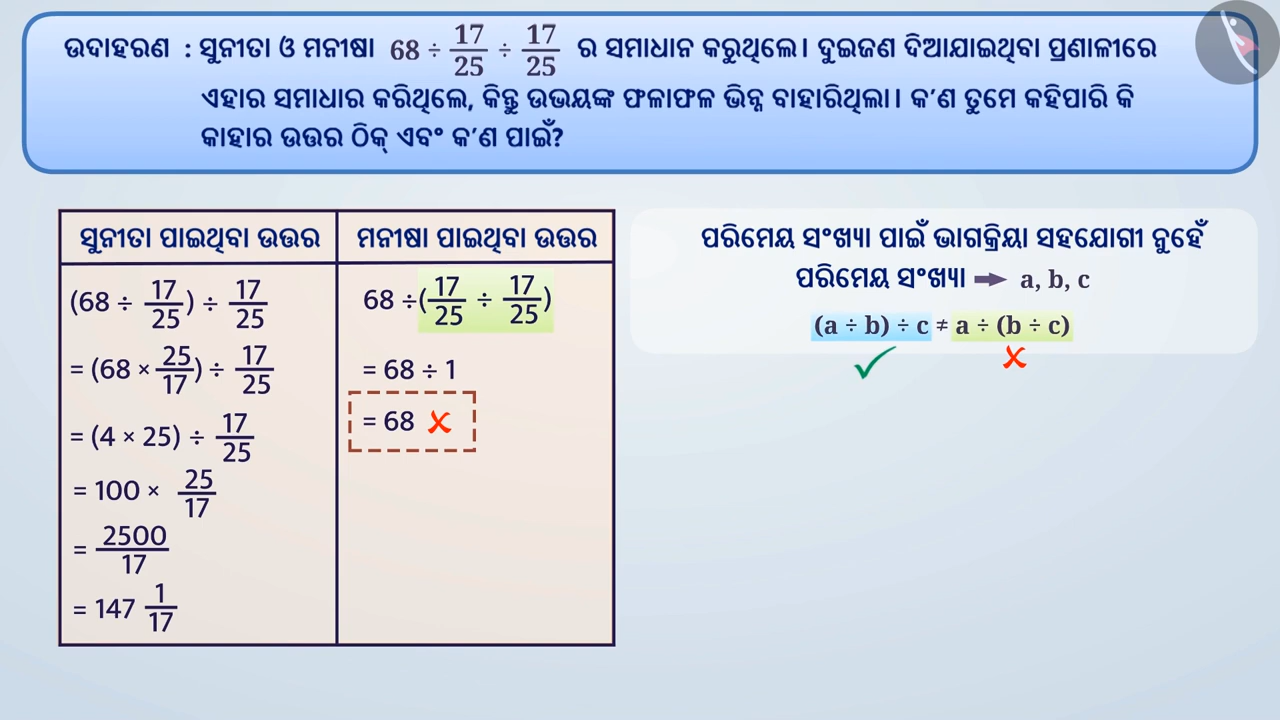 ଉଦାହରଣ : ସୁନୀତା ଓ ମନୀଷା 68 ÷ 17/25 ÷ 17/25 ର ସମାଧାନ କରୁଥିଲେ। ଦୁଇଜଣ ଦିଆଯାଇଥିବା ପ୍ରଣାଳୀରେ
ଏହାର ସମାଧାର କରିଥିଲେ, କିନ୍ତୁ ଉଭୟଙ୍କ ଫଳାଫଳ ଭିନ୍ନ ବାହାରିଥିଲା। କ'ଣ ତୁମେ କହିପାରି କି
କାହାର ଉତ୍ତର ଠିକ୍ ଏବଂ କ'ଣ ପାଇଁ?
ସୁନୀତା ପାଇଥିବା ଉତ୍ତର
(68 ÷ 17/25) ÷ 17/25
= (68 × 25/17) ÷ 17/25
= (4 × 25) ÷ 17/25
= 100 × 25/17
= 2500/17
= 147 1/17
ମନୀଷା ପାଇଥିବା ଉତ୍ତର
68 ÷(17/25 ÷ 17/25)
= 68 ÷ 1
= 68 ✗
ପରିମେୟ ସଂଖ୍ୟା ପାଇଁ ଭାଗକ୍ରିୟା ସହଯୋଗୀ ନୁହେଁ
ପରିମେୟ ସଂଖ୍ୟା ➡ a, b, c
(a ÷ b) ÷ c ≠ a ÷ (b ÷ c)
✓ ✗